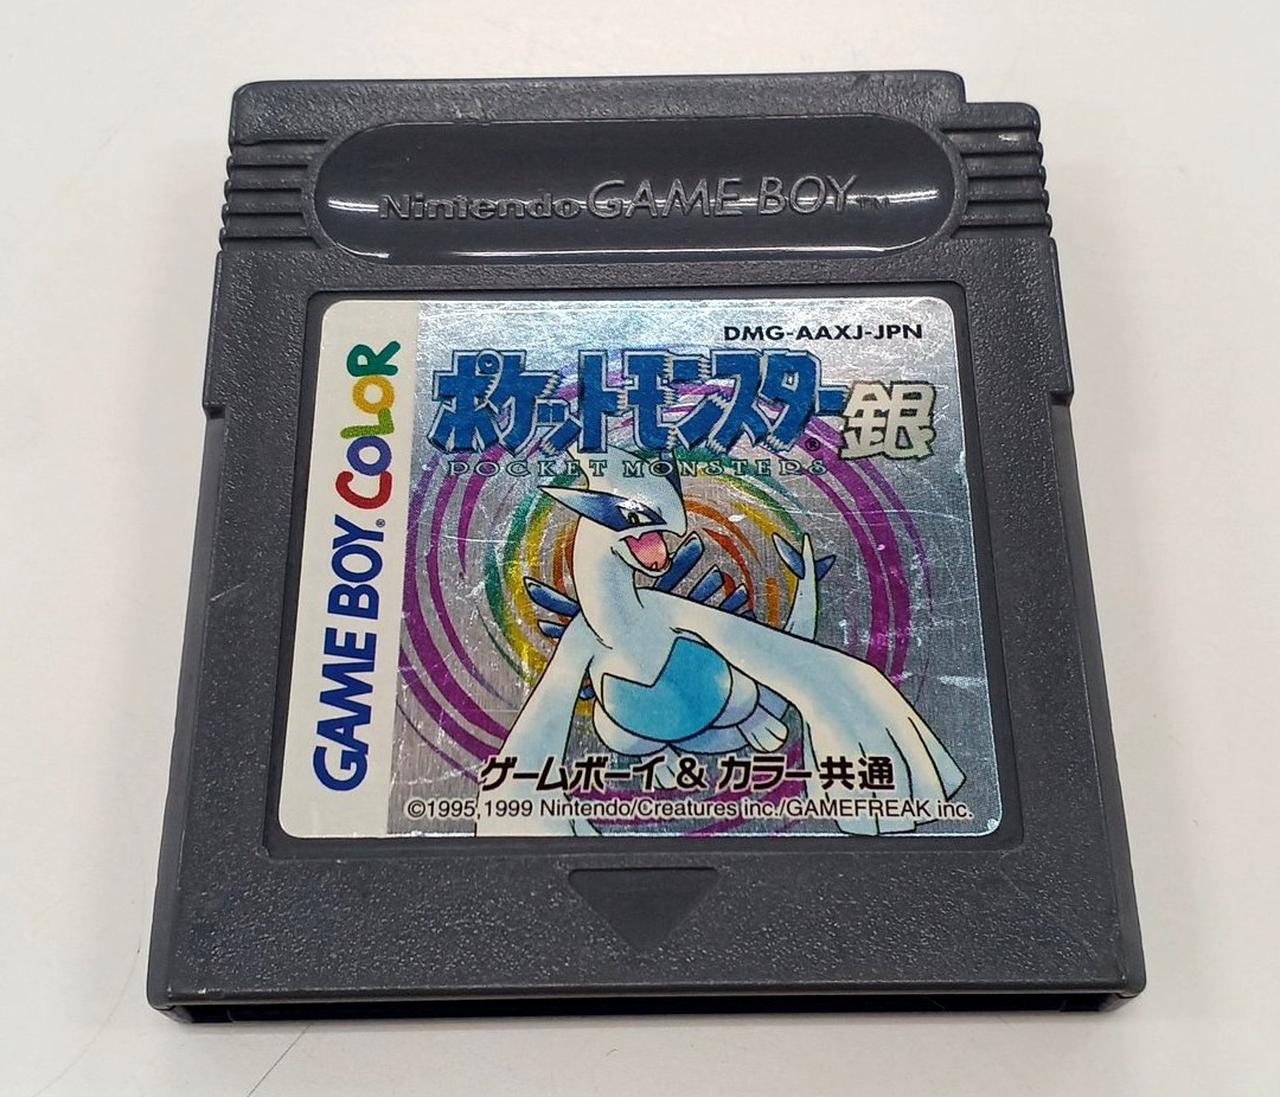 Nintendo GAME BOY™
GAME BOY® COLOR
DMG-AAXJ-JPN
ポケットモンスター® 銀
POCKET MONSTERS
ゲームボーイ & カラー共通
©1995,1999 Nintendo/Creatures inc./GAMEFREAK inc.